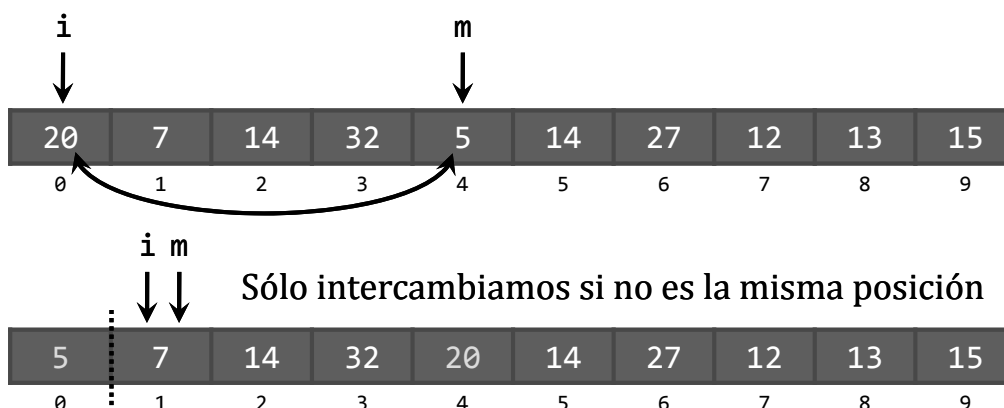 i m
20 7 14 32 5 14 27 12 13 15
0 1 2 3 4 5 6 7 8 9
i m
Sólo intercambiamos si no es la misma posición
5 7 14 32 20 14 27 12 13 15
0 1 2 3 4 5 6 7 8 9